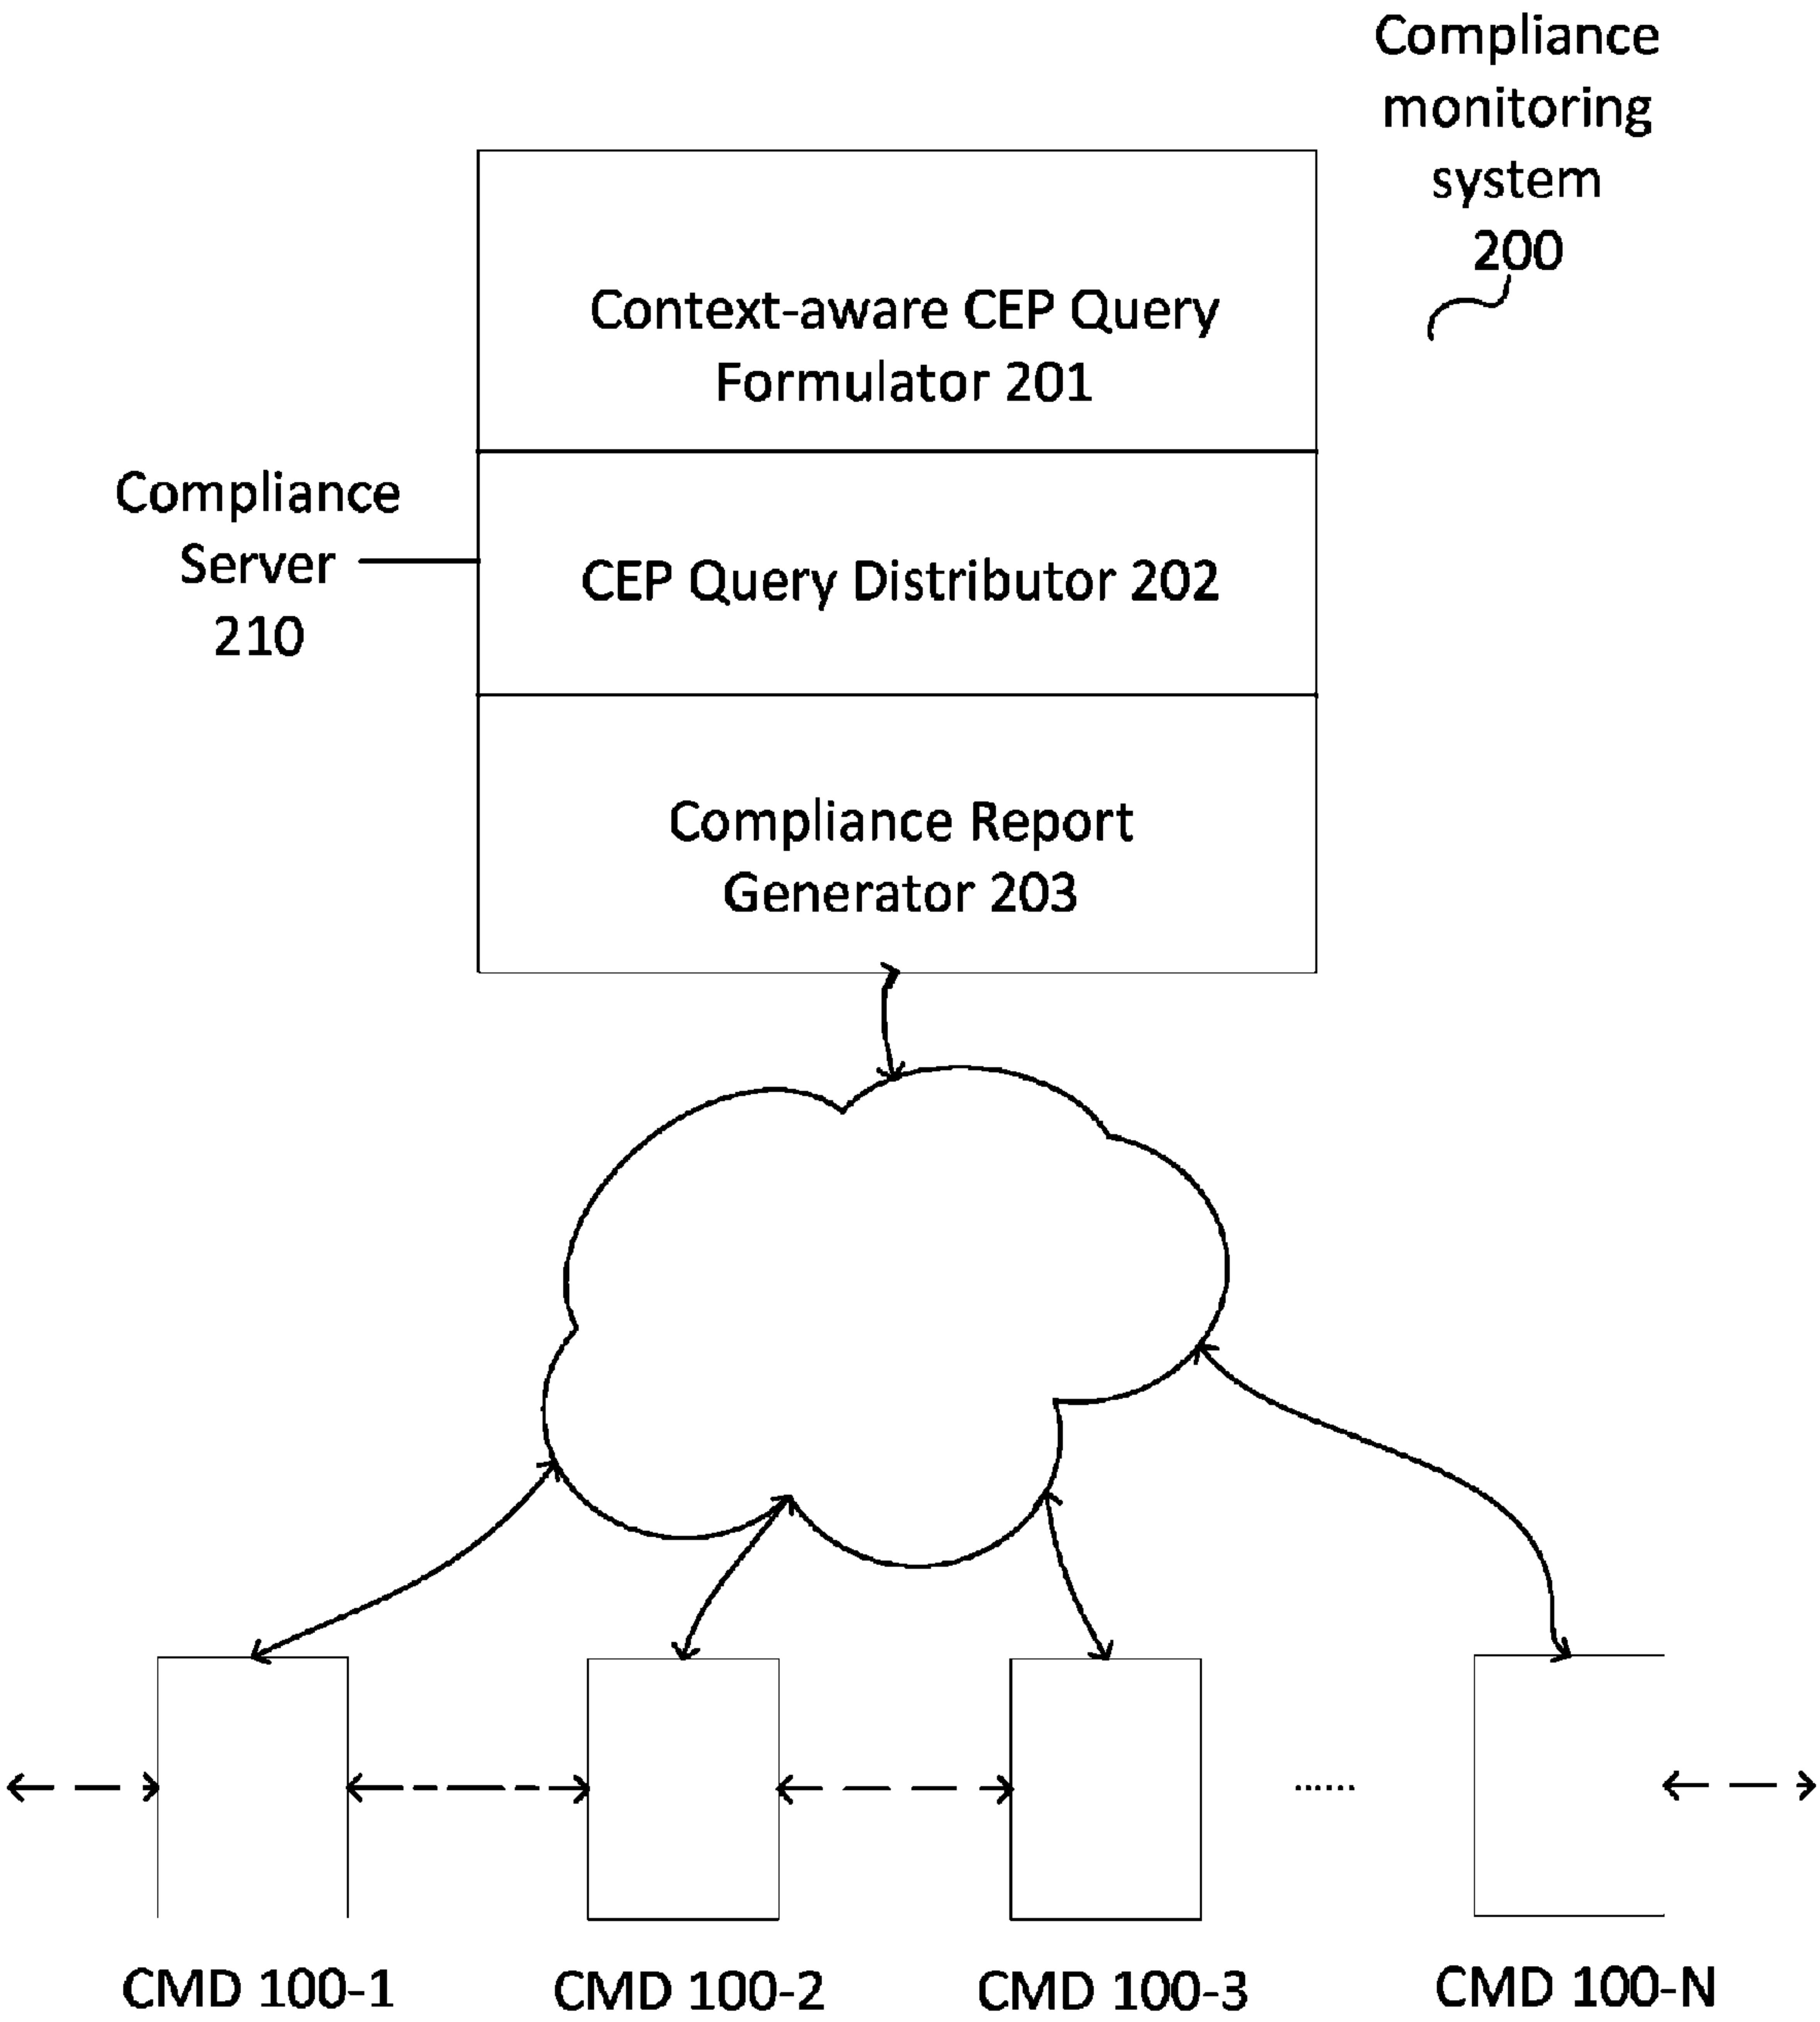 Compliance
monitoring
system
200
Context-aware CEP Query
Formulator 201
Compliance
Server
210
CEP Query Distributor 202
Compliance Report
Generator 203
......
CMD 100-1
CMD 100-2
CMD 100-3
CMD 100-N